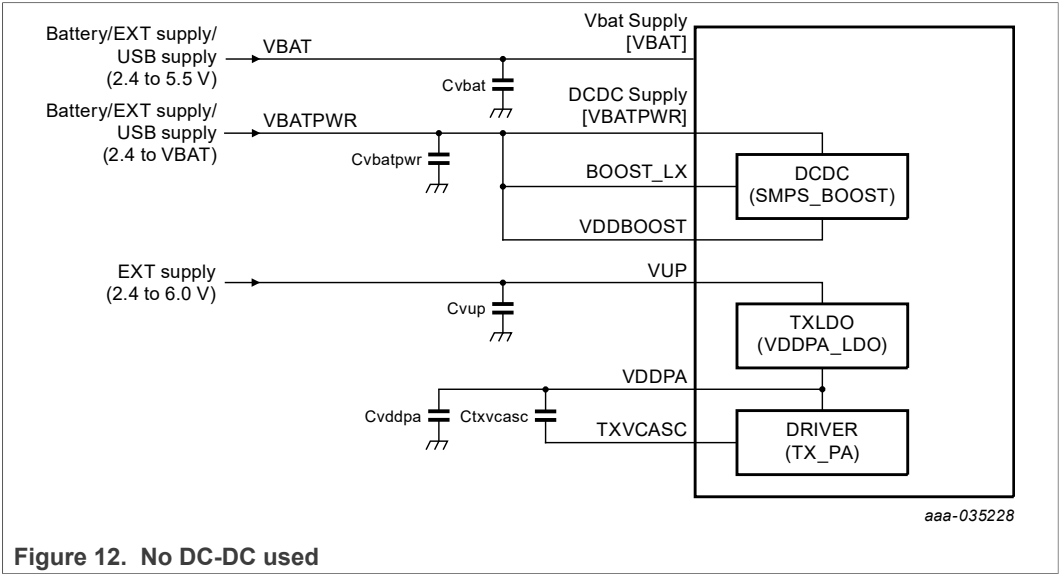 Battery/EXT supply/
USB supply
(2.4 to 5.5 V)
VBAT
Vbat Supply
[VBAT]
Cvbat
Battery/EXT supply/
USB supply
(2.4 to VBAT)
VBATPWR
DCDC Supply
[VBATPWR]
Cvbatpwr
BOOST_LX
DCDC
(SMPS_BOOST)
VDDBOOST
EXT supply
(2.4 to 6.0 V)
VUP
Cvup
TXLDO
(VDDPA_LDO)
VDDPA
Cvddpa
Ctxvcasc
TXVCASC
DRIVER
(TX_PA)
aaa-035228
Figure 12. No DC-DC used